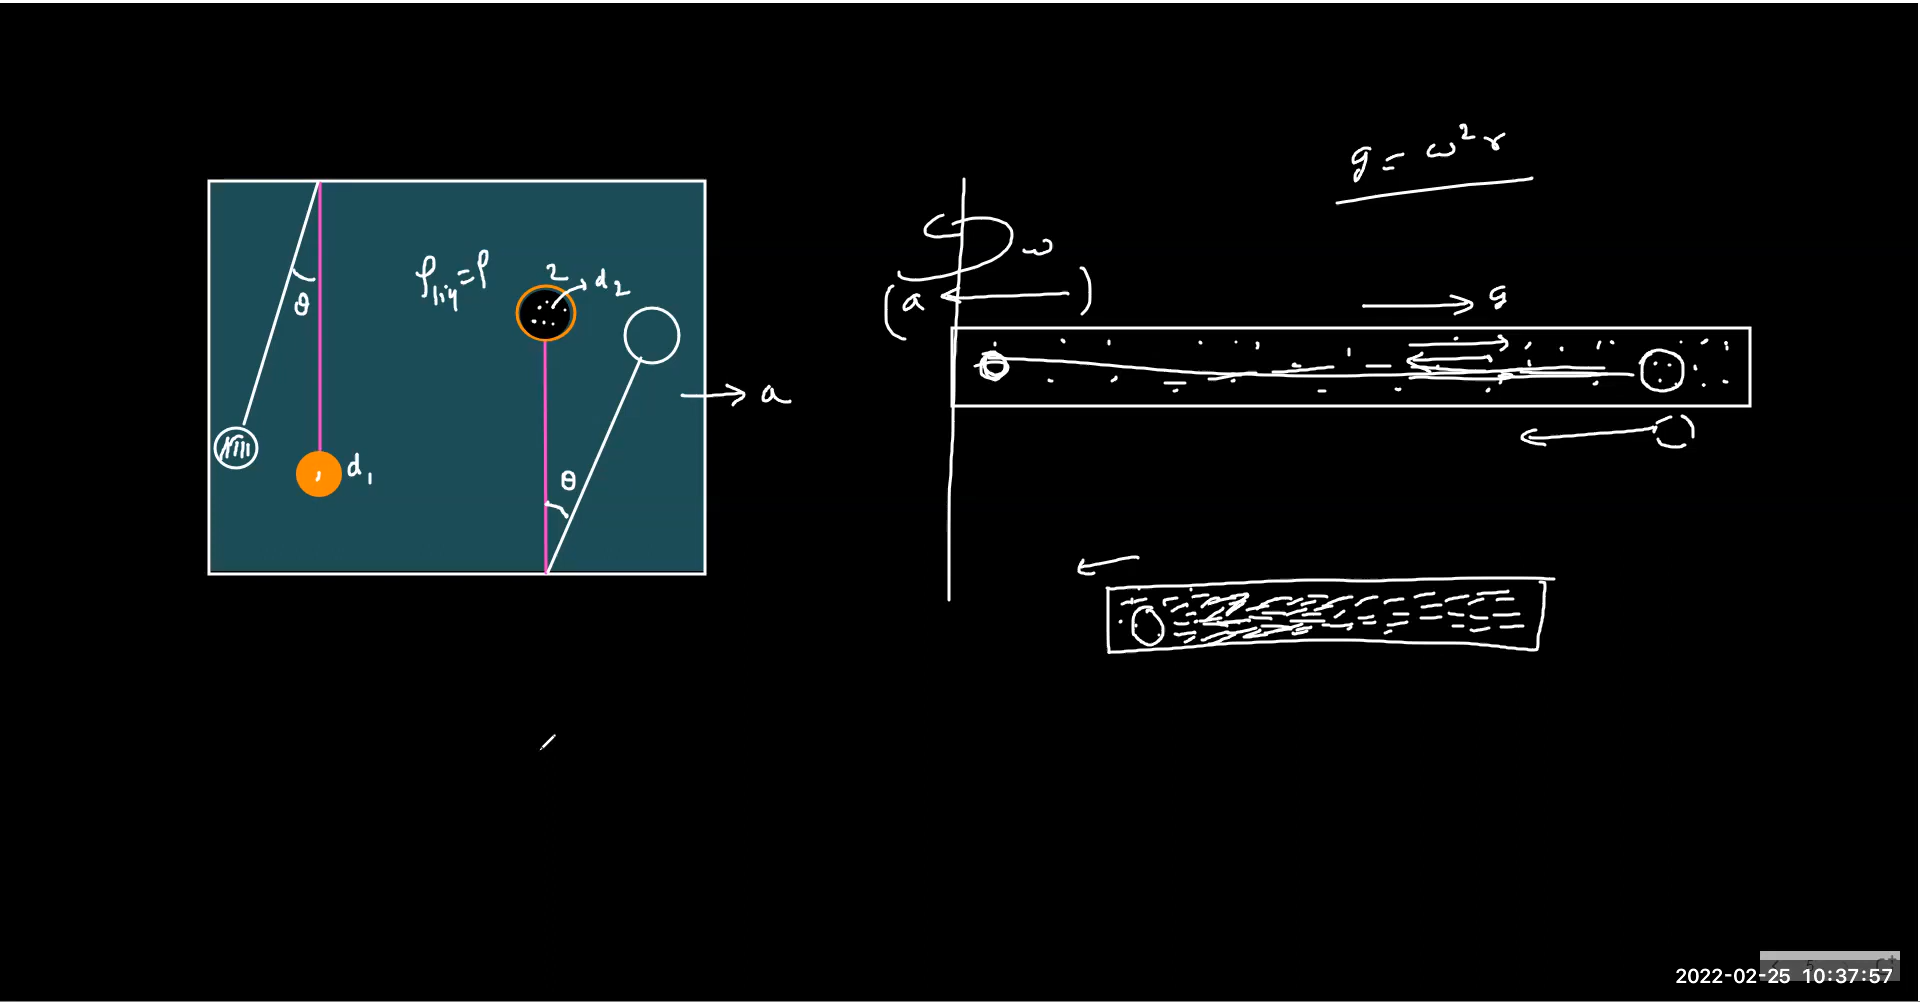 g = ω²r
ρliq = ρ
2
d2
θ
ω
(a)
g
a
d1
θ
2022-02-25 10:37:57